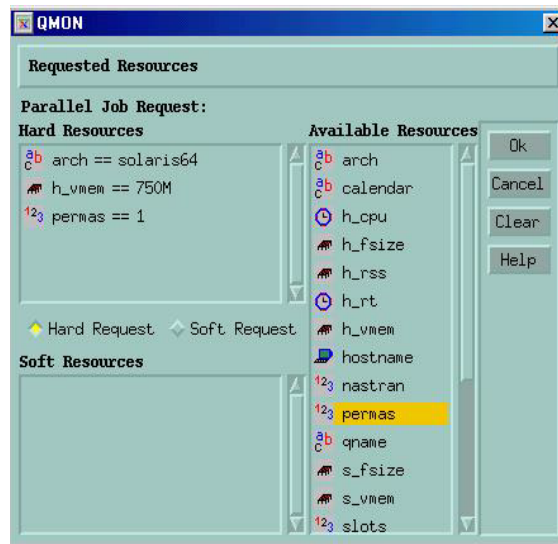 QMON
Requested Resources
Parallel Job Request:
Hard Resources
arch == solaris64
h_vmem == 750M
permas == 1
Hard Request
Soft Request
Soft Resources
Available Resources
arch
calendar
h_cpu
h_fsize
h_rss
h_rt
h_vmem
hostname
nastran
permas
qname
s_fsize
s_vmem
slots
Ok
Cancel
Clear
Help